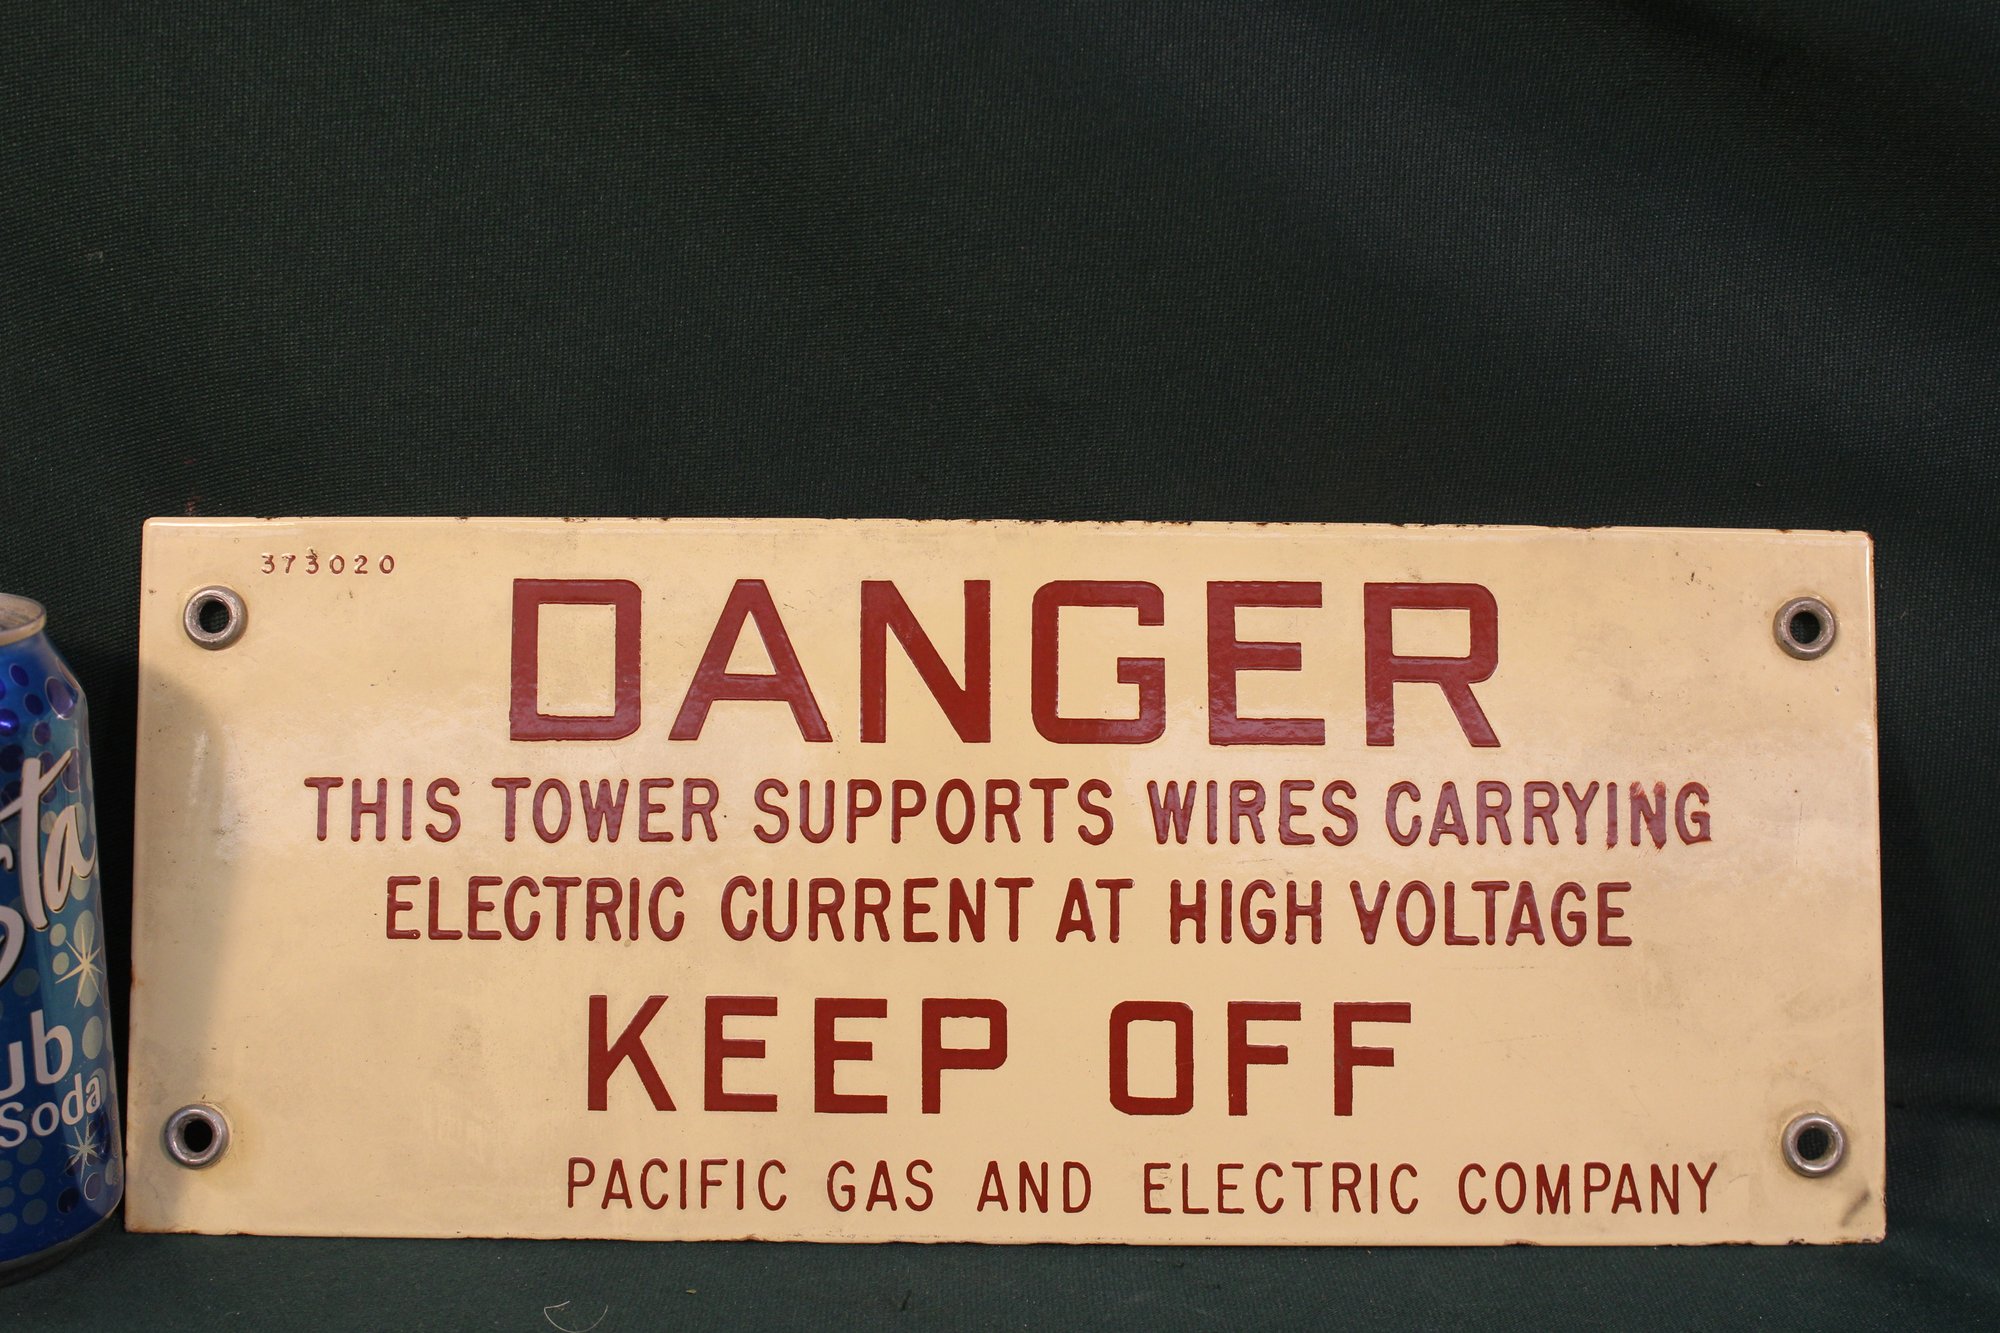 373020
DANGER
THIS TOWER SUPPORTS WIRES CARRYING
ELECTRIC CURRENT AT HIGH VOLTAGE
KEEP OFF
PACIFIC GAS AND ELECTRIC COMPANY
Soda